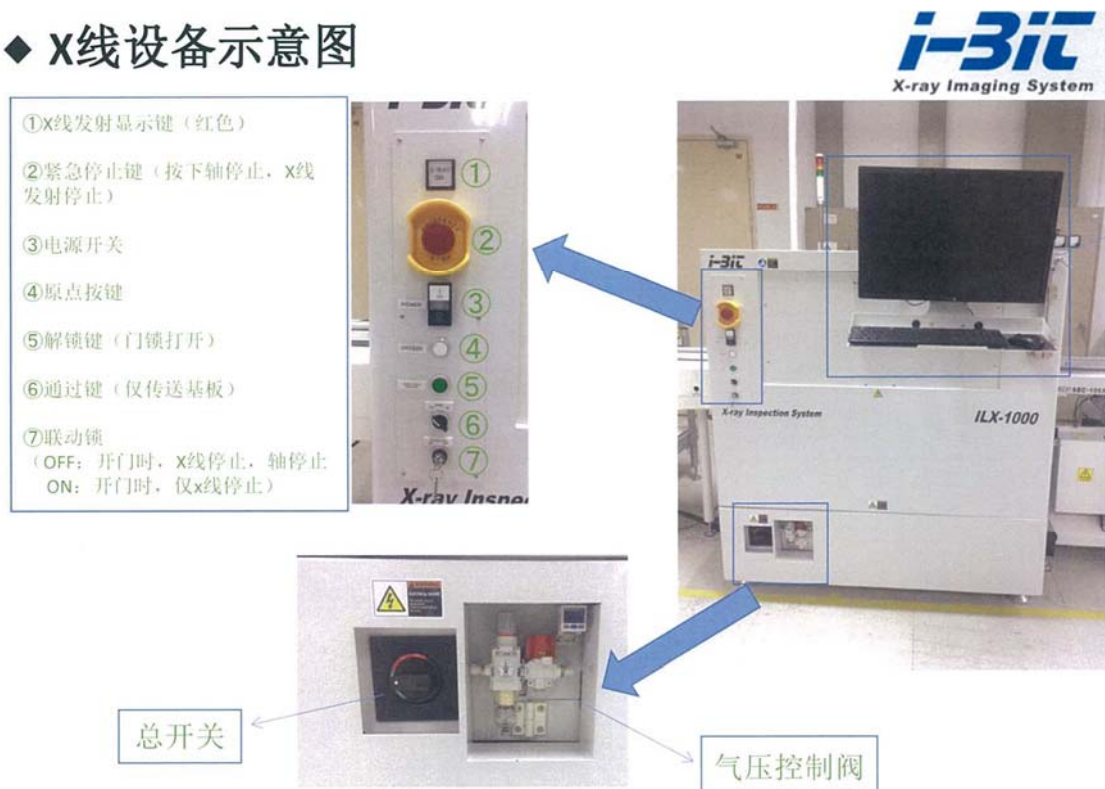 ◆ X线设备示意图
i-BiT
X-ray Imaging System
①X线发射显示键（红色）
②紧急停止键（按下轴停止，X线
发射停止）
③电源开关
④原点按键
⑤解锁键（门锁打开）
⑥通过键（仅传送基板）
⑦联动锁
（OFF：开门时，X线停止，轴停止
ON：开门时，仅x线停止）
①
②
③
④
⑤
⑥
⑦
POWER
X-ray Inspe
i-BiT
X-ray Inspection System
ILX-1000
总开关
气压控制阀